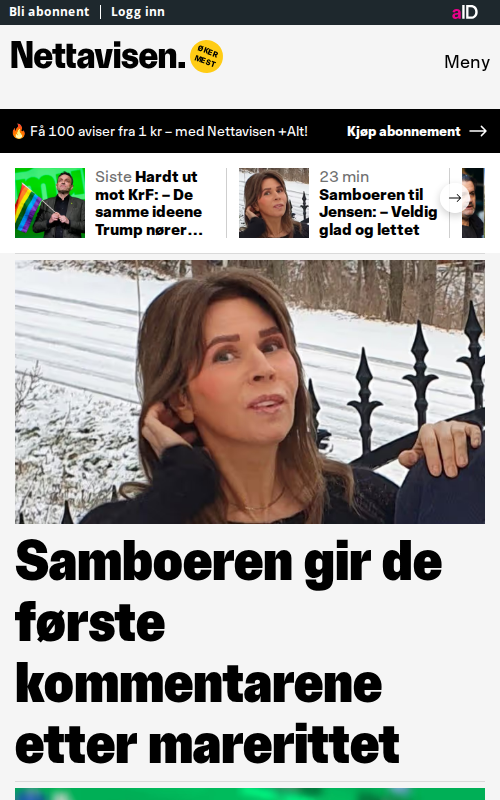 Bli abonnent
Logg inn
aID
Nettavisen.
ØKER
MEST
Meny
🔥 Få 100 aviser fra 1 kr – med Nettavisen +Alt!
Kjøp abonnement
Siste Hardt ut
mot KrF: – De
samme ideene
Trump nører...
23 min
Samboeren til
Jensen: – Veldig
glad og lettet
Samboeren gir de
første
kommentarene
etter marerittet